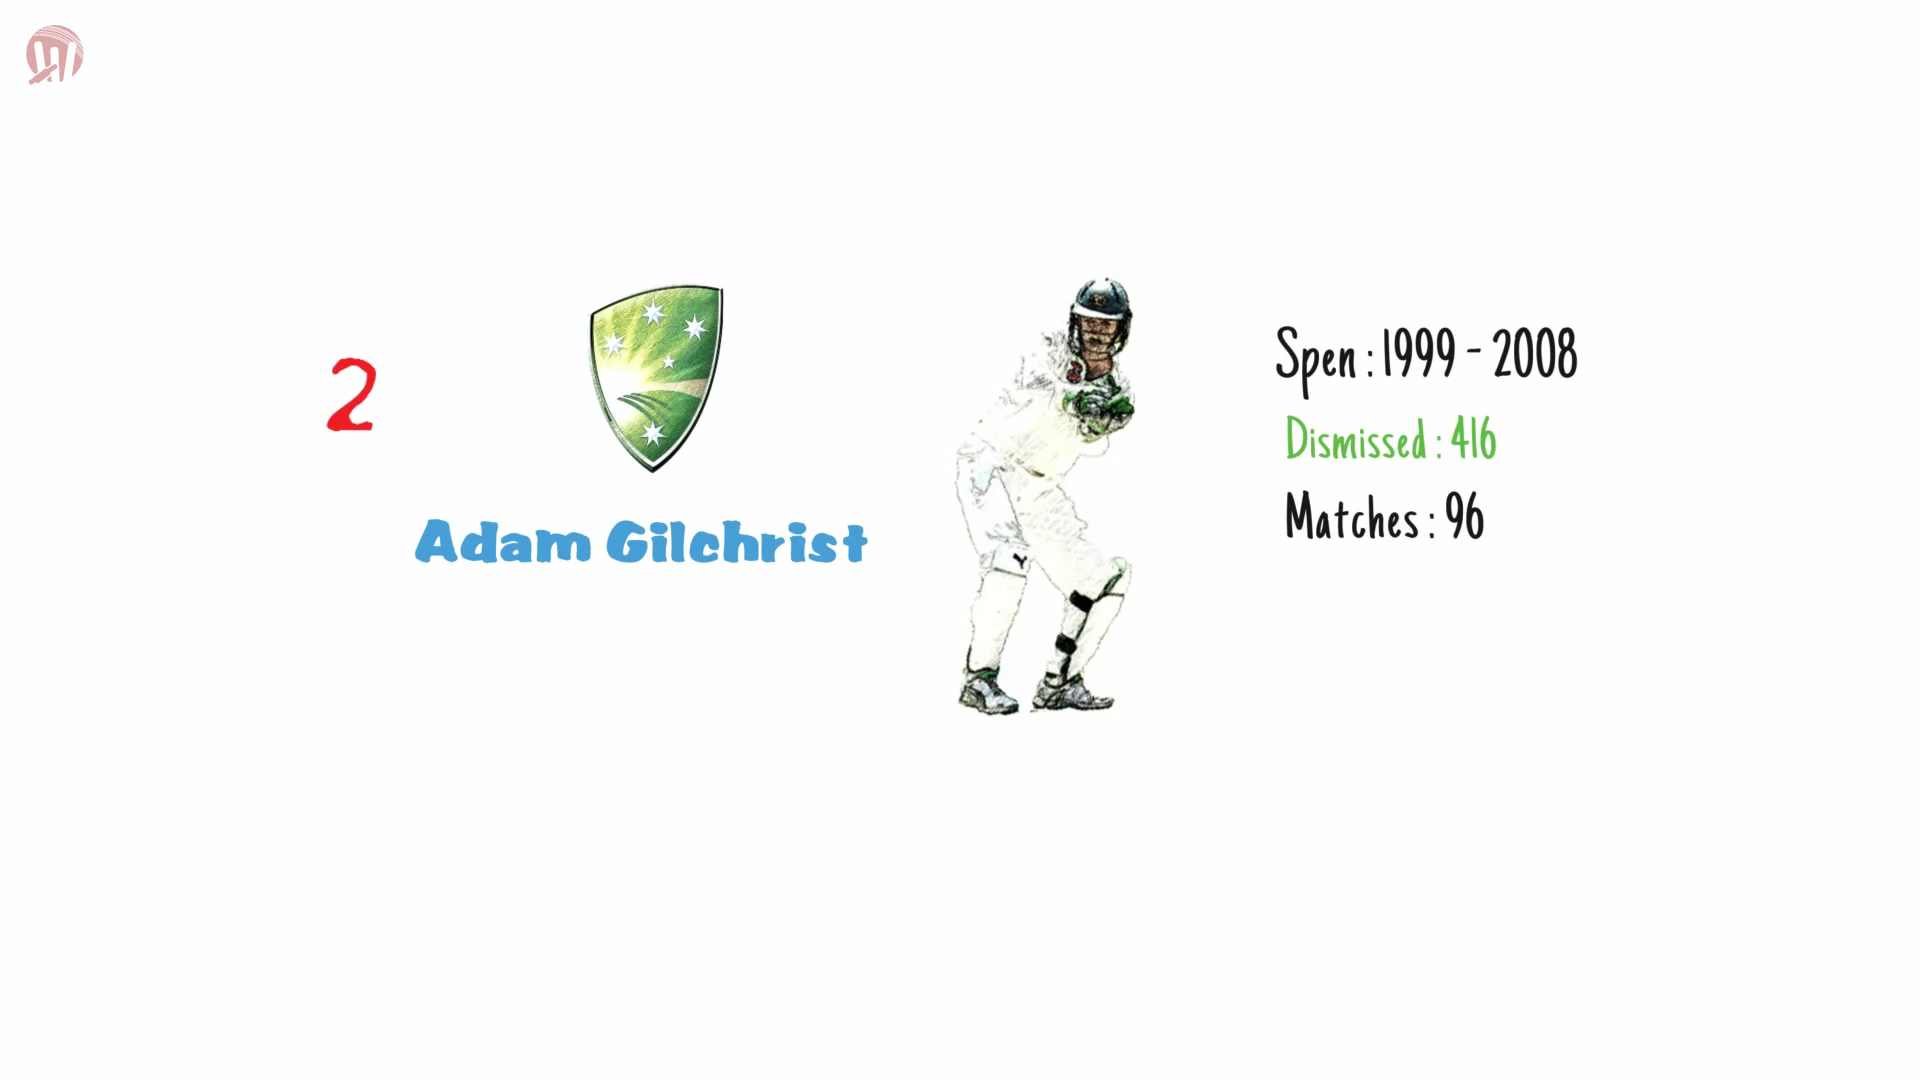 2
Adam Gilchrist
Spen : 1999 - 2008
Dismissed : 416
Matches : 96